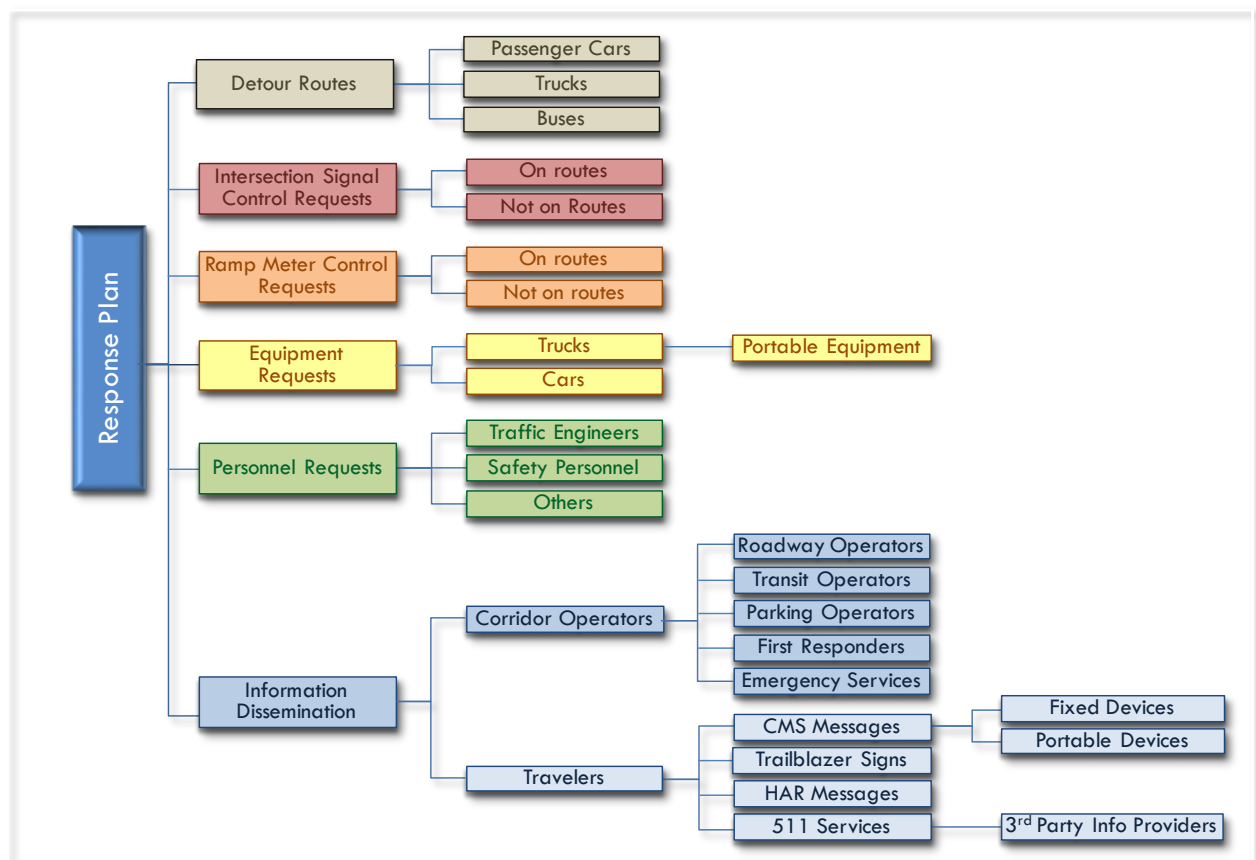 Response Plan
Detour Routes
Passenger Cars
Trucks
Buses
Intersection Signal
Control Requests
On routes
Not on Routes
Ramp Meter Control
Requests
On routes
Not on routes
Equipment
Requests
Trucks
Portable Equipment
Cars
Personnel Requests
Traffic Engineers
Safety Personnel
Others
Information
Dissemination
Corridor Operators
Roadway Operators
Transit Operators
Parking Operators
First Responders
Emergency Services
Travelers
CMS Messages
Fixed Devices
Portable Devices
Trailblazer Signs
HAR Messages
511 Services
3rd Party Info Providers